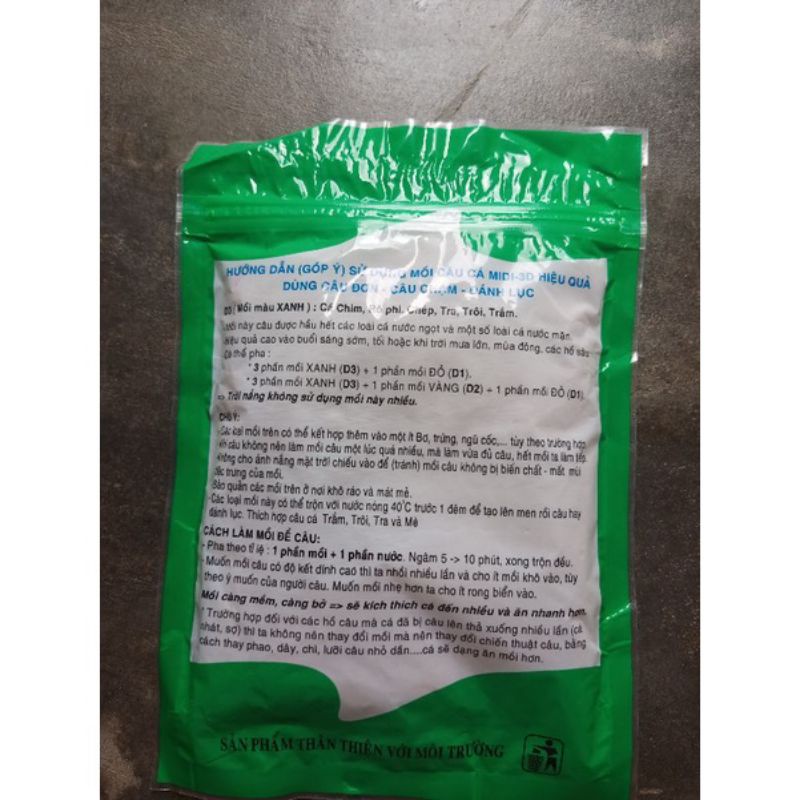 HƯỚNG DẪN (GÓP Ý) SỬ DỤNG MỒI CÂU CÁ MIDI-3D HIỆU QUẢ
DÙNG CÂU ĐƠN - CÂU CHÙM - ĐÁNH LỤC
D3 (Mồi màu XANH) : Cá Chim, Rô phi, Chép, Tra, Trôi, Trắm.
Mồi này câu được hầu hết các loài cá nước ngọt và một số loài cá nước mặn.
Hiệu quả cao vào buổi sáng sớm, tối hoặc khi trời mưa lớn, mùa đông, các hồ sâu
Có thể pha :
* 3 phần mồi XANH (D3) + 1 phần mồi ĐỎ (D1).
* 3 phần mồi XANH (D3) + 1 phần mồi VÀNG (D2) + 1 phần mồi ĐỎ (D1).
=> Trời nắng không sử dụng mồi này nhiều.
CHÚ Ý:
-Các loại mồi trên có thể kết hợp thêm vào một ít Bơ, trứng, ngũ cốc,... tùy theo trường hợp
khi câu không nên làm mồi câu một lúc quá nhiều, mà làm vừa đủ câu, hết mồi ta làm tiếp
không cho ánh nắng mặt trời chiếu vào để (tránh) mồi câu không bị biến chất - mất mùi
đặc trưng của mồi.
-Bảo quản các mồi trên ở nơi khô ráo và mát mẻ.
-Các loại mồi này có thể trộn với nước nóng 40°C trước 1 đêm để tạo lên men rồi câu hay
đánh lục. Thích hợp câu cá Trắm, Trôi, Tra và Mè
CÁCH LÀM MỒI ĐỂ CÂU:
- Pha theo tỉ lệ : 1 phần mồi + 1 phần nước. Ngâm 5 -> 10 phút, xong trộn đều.
- Muốn mồi câu có độ kết dính cao thì ta nhồi nhiều lần và cho ít mồi khô vào, tùy
theo ý muốn của người câu. Muốn mồi nhẹ hơn ta cho ít rong biển vào.
Mồi càng mềm, càng bở => sẽ kích thích cá đến nhiều và ăn nhanh hơn.
* Trường hợp đối với các hồ câu mà cá đã bị câu lên thả xuống nhiều lần (cá
nhát, sợ) thì ta không nên thay đổi mồi mà nên thay đổi chiến thuật câu, bằng
cách thay phao, dây, chì, lưỡi câu nhỏ dần....cá sẽ dạng ăn mồi hơn.
SẢN PHẨM THÂN THIỆN VỚI MÔI TRƯỜNG